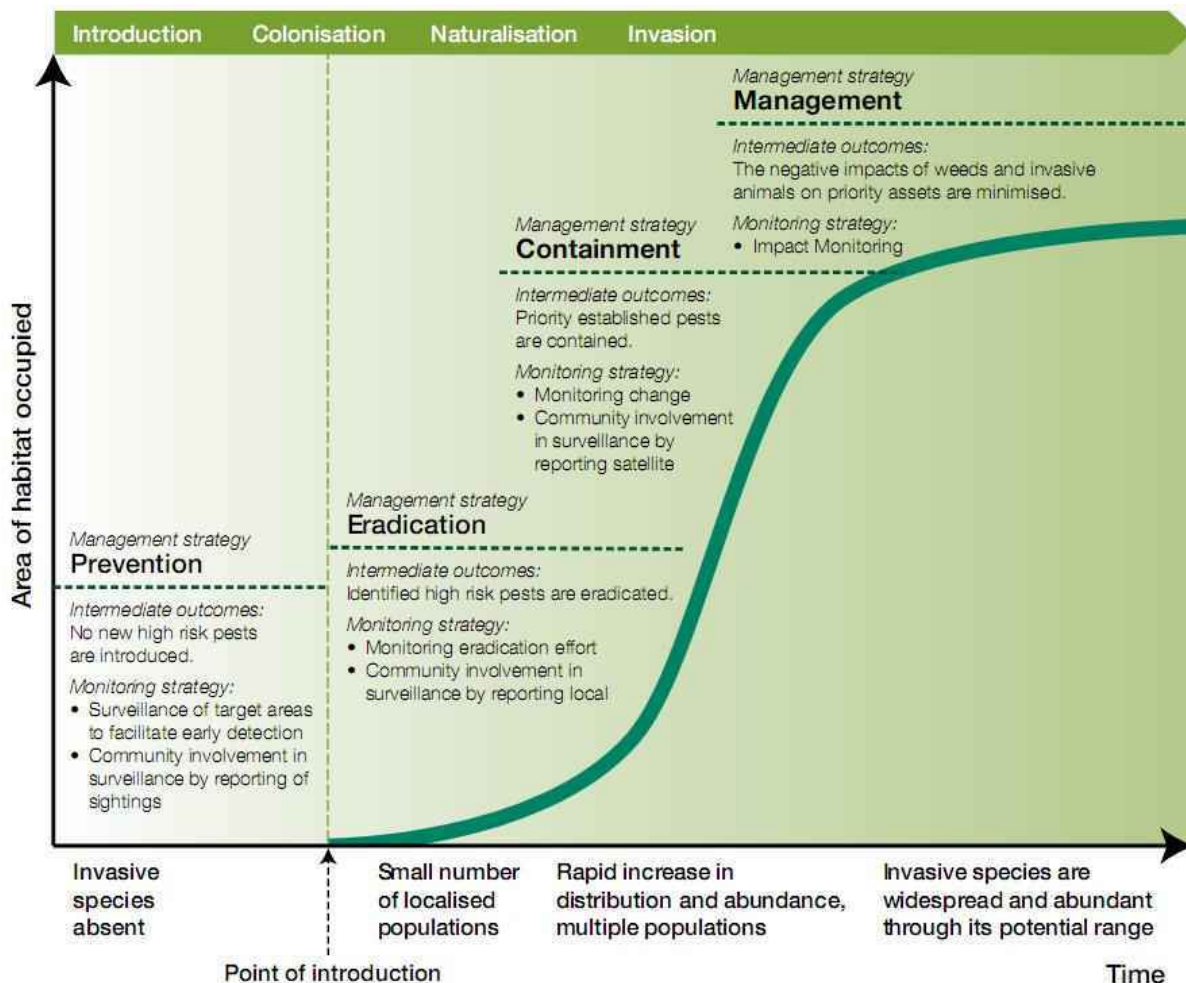 Introduction Colonisation Naturalisation Invasion
Management strategy
Management
Intermediate outcomes:
The negative impacts of weeds and invasive
animals on priority assets are minimised.
Monitoring strategy:
• Impact Monitoring
Management strategy
Containment
Intermediate outcomes:
Priority established pests
are contained.
Monitoring strategy:
• Monitoring change
• Community involvement
in surveillance by
reporting satellite
Management strategy
Eradication
Intermediate outcomes:
Identified high risk pests are eradicated.
Monitoring strategy:
• Monitoring eradication effort
• Community involvement in
surveillance by reporting local
Management strategy
Prevention
Intermediate outcomes:
No new high risk pests
are introduced.
Monitoring strategy:
• Surveillance of target areas
to facilitate early detection
• Community involvement in
surveillance by reporting of
sightings
Area of habitat occupied
Invasive
species
absent
Small number
of localised
populations
Rapid increase in
distribution and abundance,
multiple populations
Invasive species are
widespread and abundant
through its potential range
Point of introduction
Time